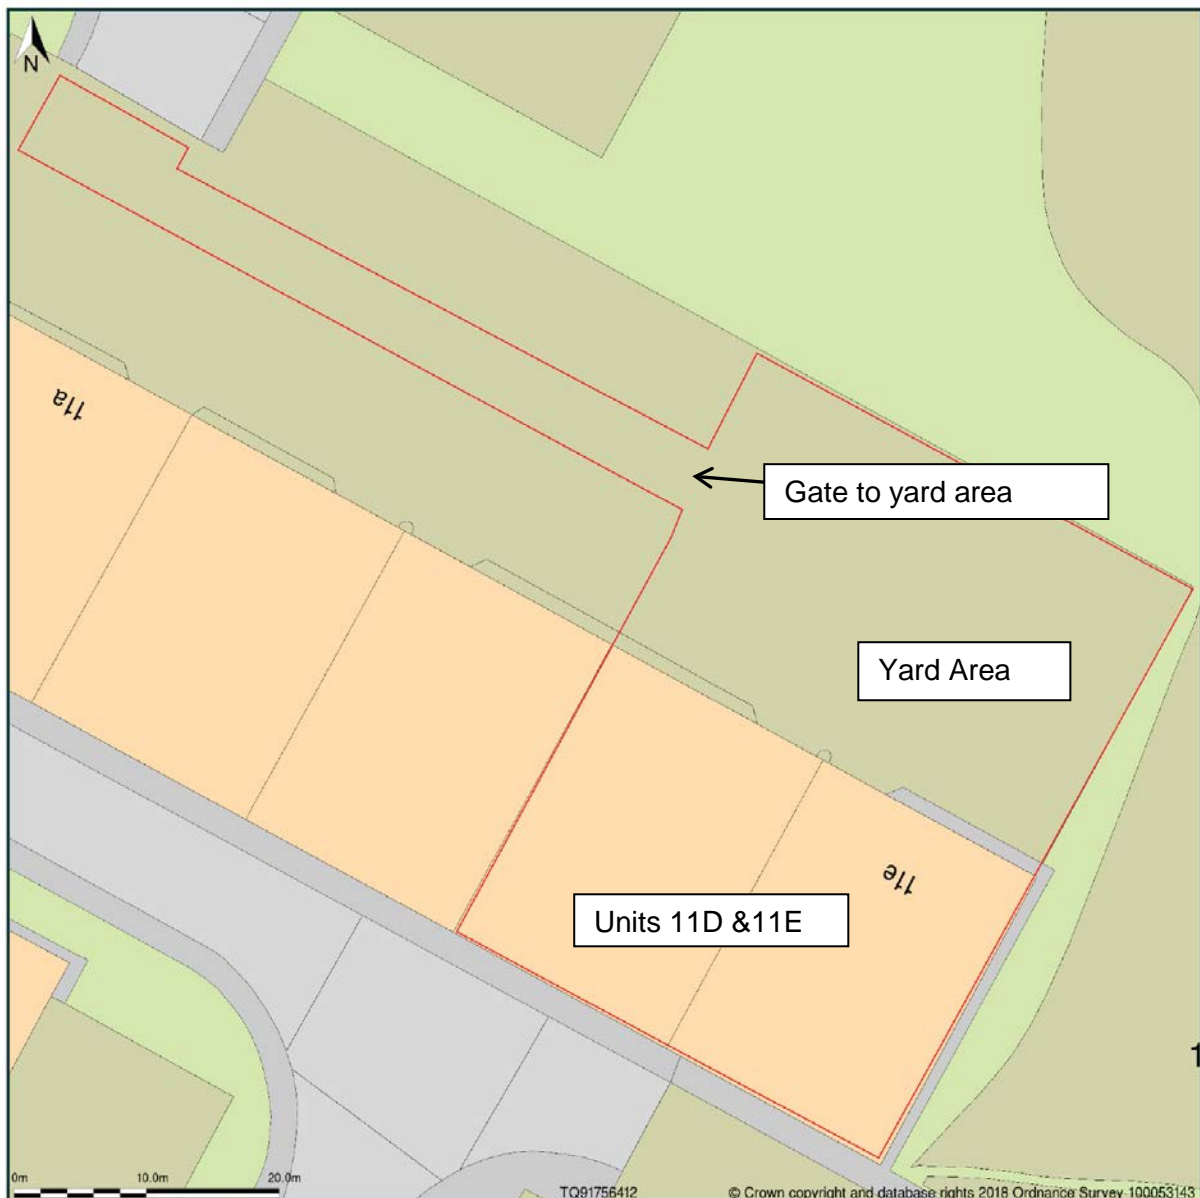 N
11a
Gate to yard area
Yard Area
11e
Units 11D &11E
1
0m 10.0m 20.0m
TQ91756412
© Crown copyright and database rights 2018 Ordnance Survey 100053143